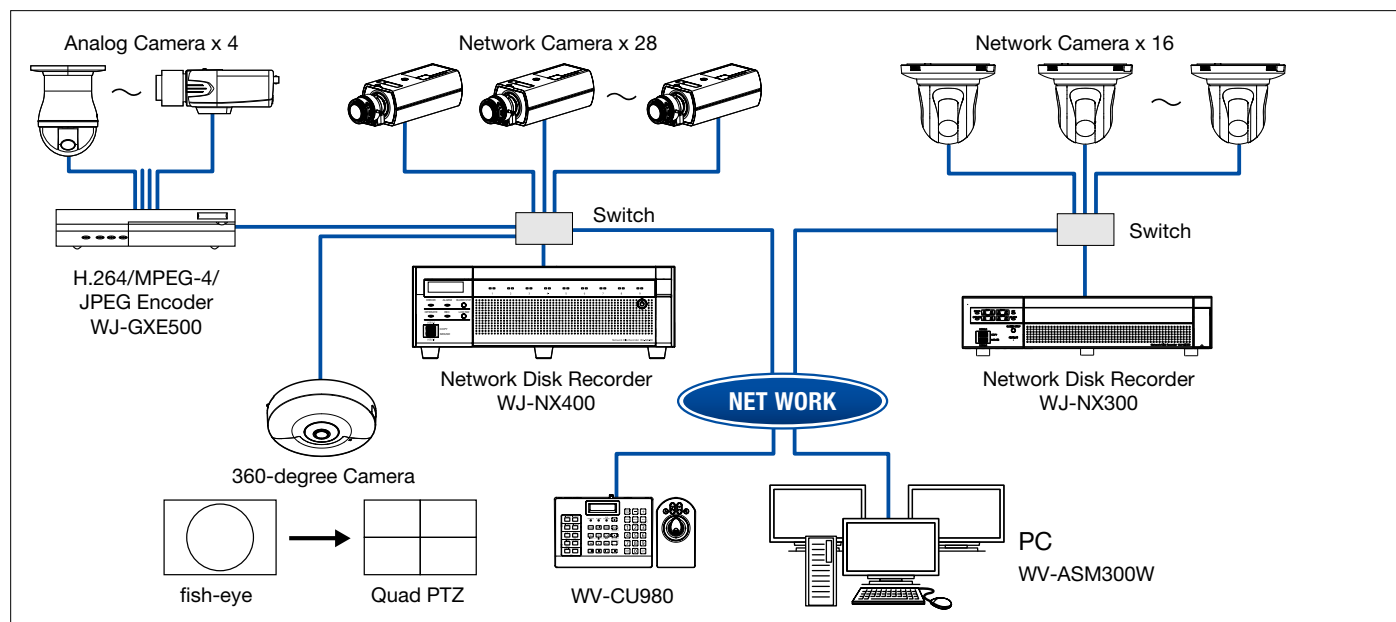 Analog Camera x 4
Network Camera x 28
Network Camera x 16
Switch
Switch
H.264/MPEG-4/
JPEG Encoder
WJ-GXE500
Network Disk Recorder
WJ-NX400
Network Disk Recorder
WJ-NX300
NET WORK
360-degree Camera
fish-eye
Quad PTZ
WV-CU980
PC
WV-ASM300W